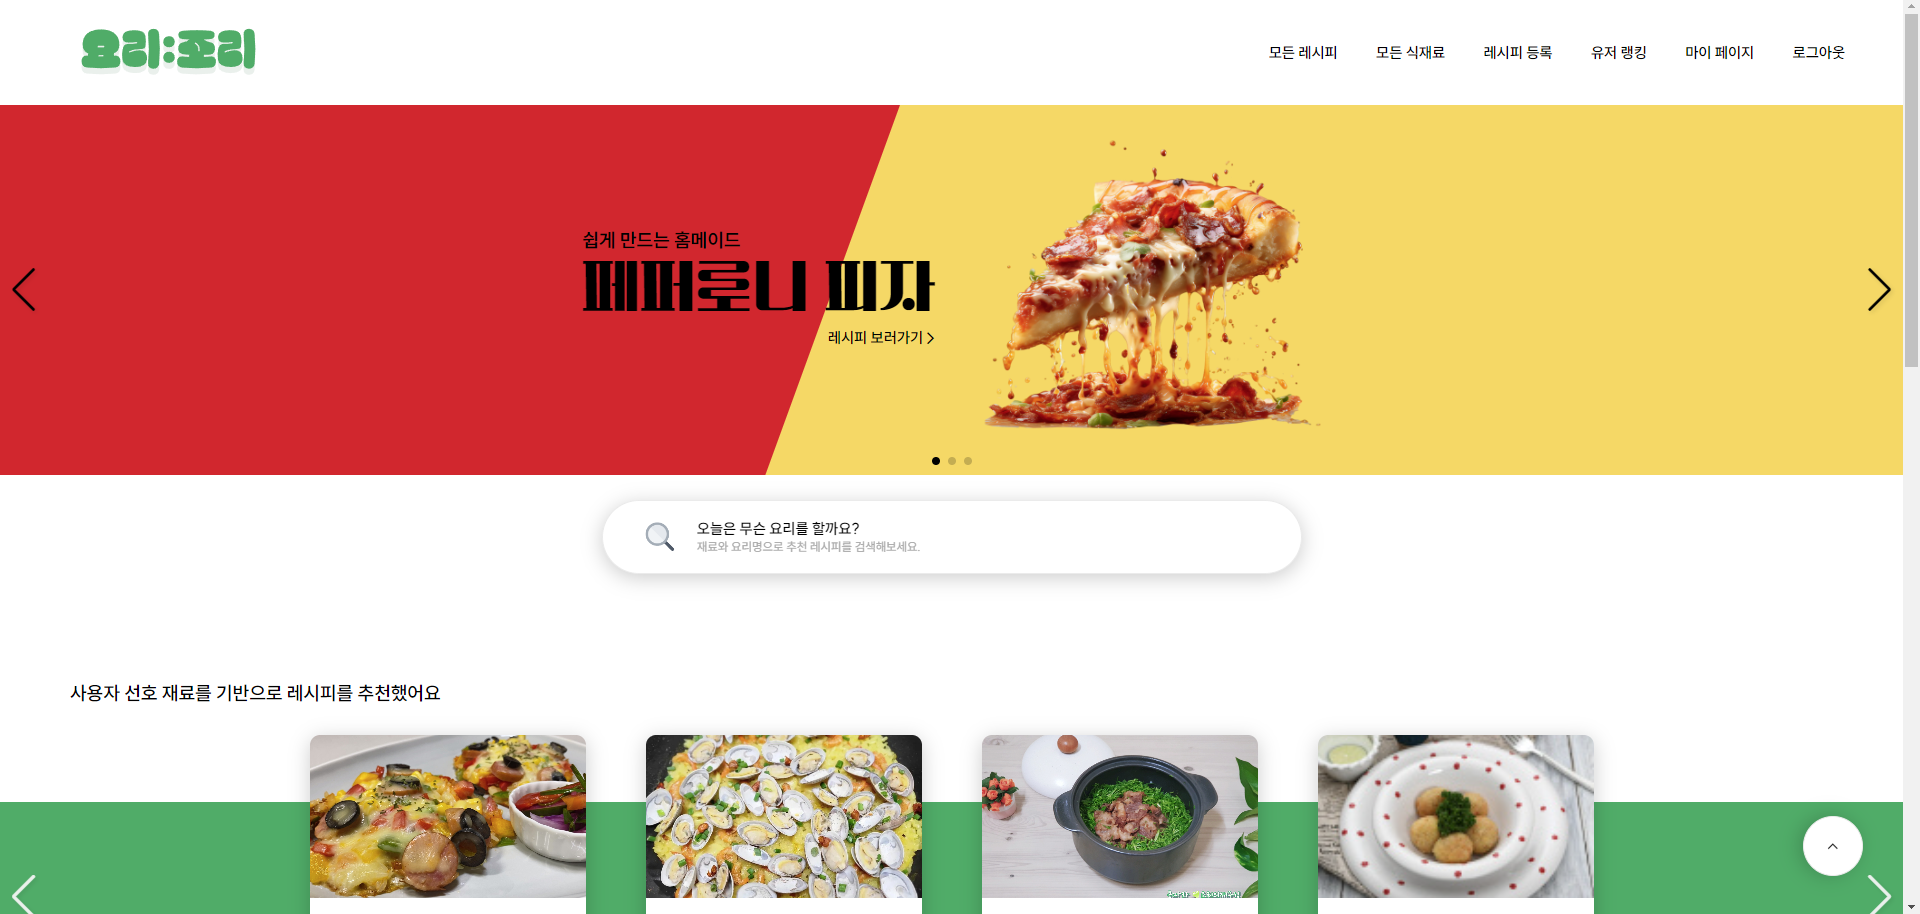 요리:조리
모든 레시피
모든 식재료
레시피 등록
유저 랭킹
마이 페이지
로그아웃
쉽게 만드는 홈메이드
페퍼로니 피자
레시피 보러가기 >
오늘은 무슨 요리를 할까요?
재료와 요리명으로 추천 레시피를 검색해보세요.
사용자 선호 재료를 기반으로 레시피를 추천했어요